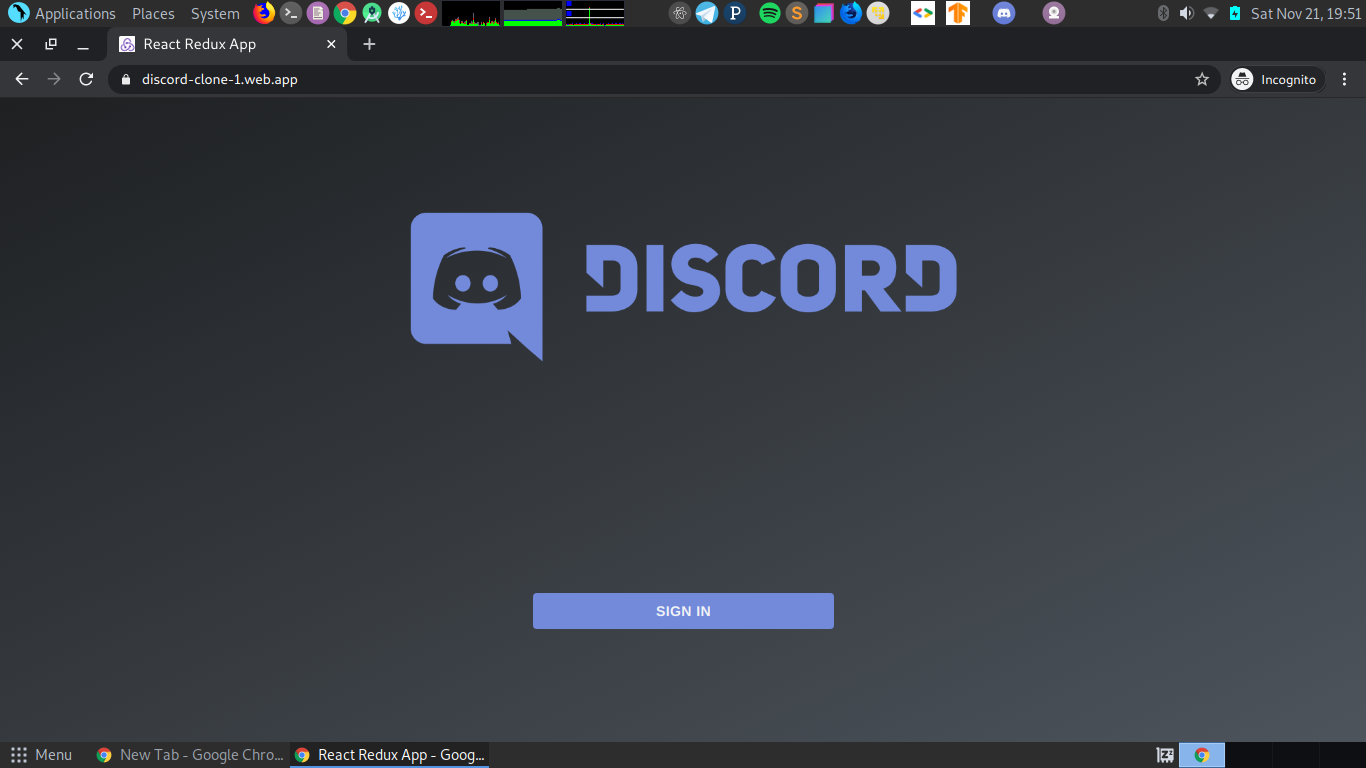 Applications Places System Sat Nov 21, 19:51
React Redux App
discord-clone-1.web.app Incognito
DISCORD
SIGN IN
Menu New Tab - Google Chro... React Redux App - Goog...